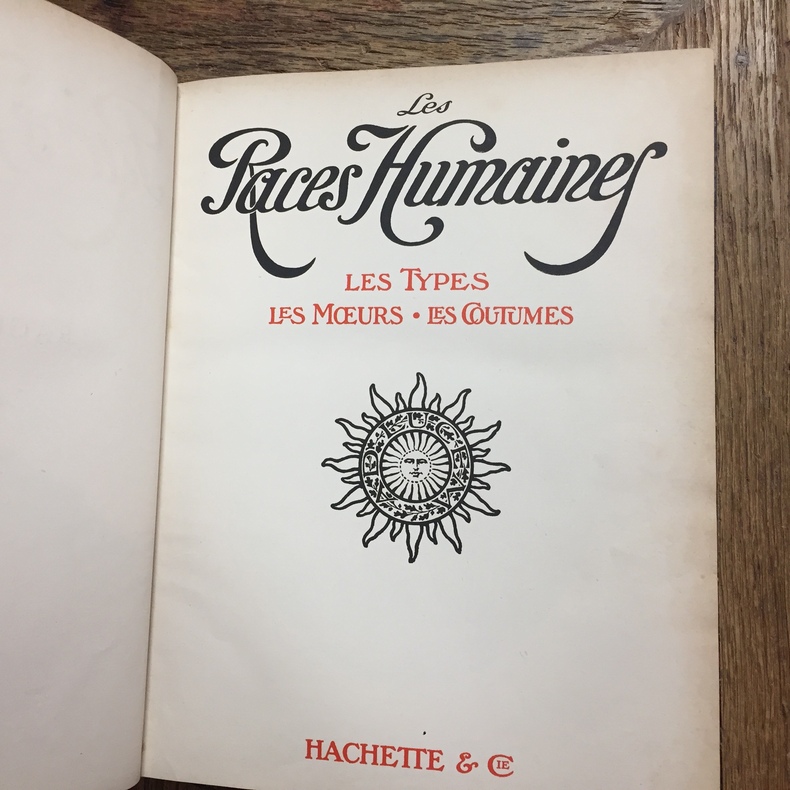 Les
Races Humaines
LES TYPES
LES MŒURS • LES COUTUMES
HACHETTE & CIE